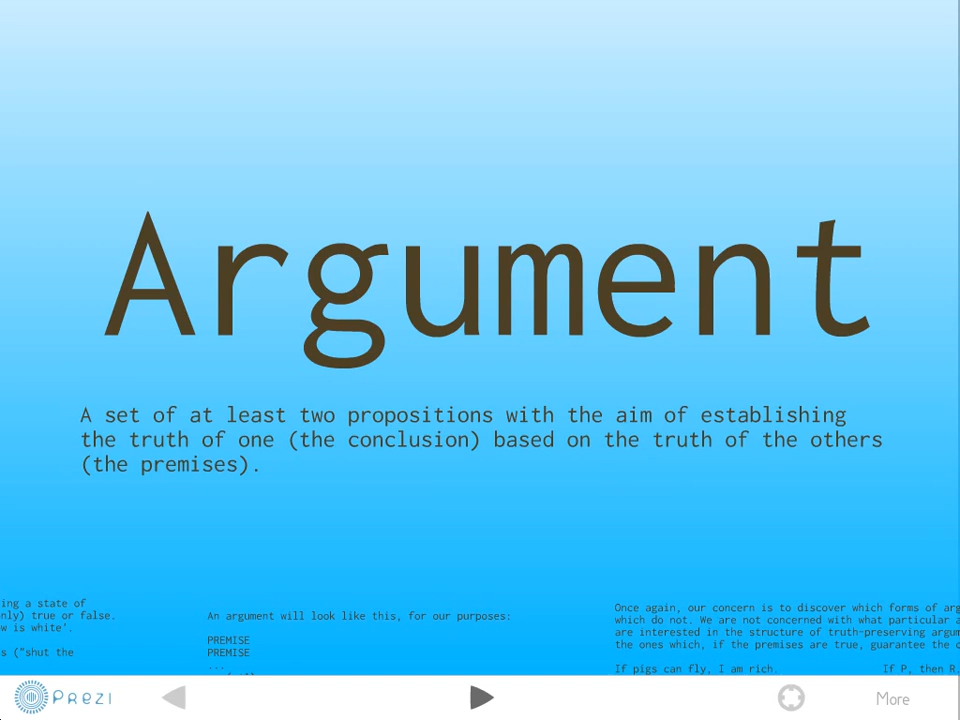 Argument
A set of at least two propositions with the aim of establishing
the truth of one (the conclusion) based on the truth of the others
(the premises).
ing a state of
nly) true or false.
w is white'.
s ("shut the
An argument will look like this, for our purposes:
PREMISE
PREMISE
...
Once again, our concern is to discover which forms of arg
which do not. We are not concerned with what particular a
are interested in the structure of truth-preserving argum
the ones which, if the premises are true, guarantee the c
If pigs can fly, I am rich. If P, then R.
Prezi
More